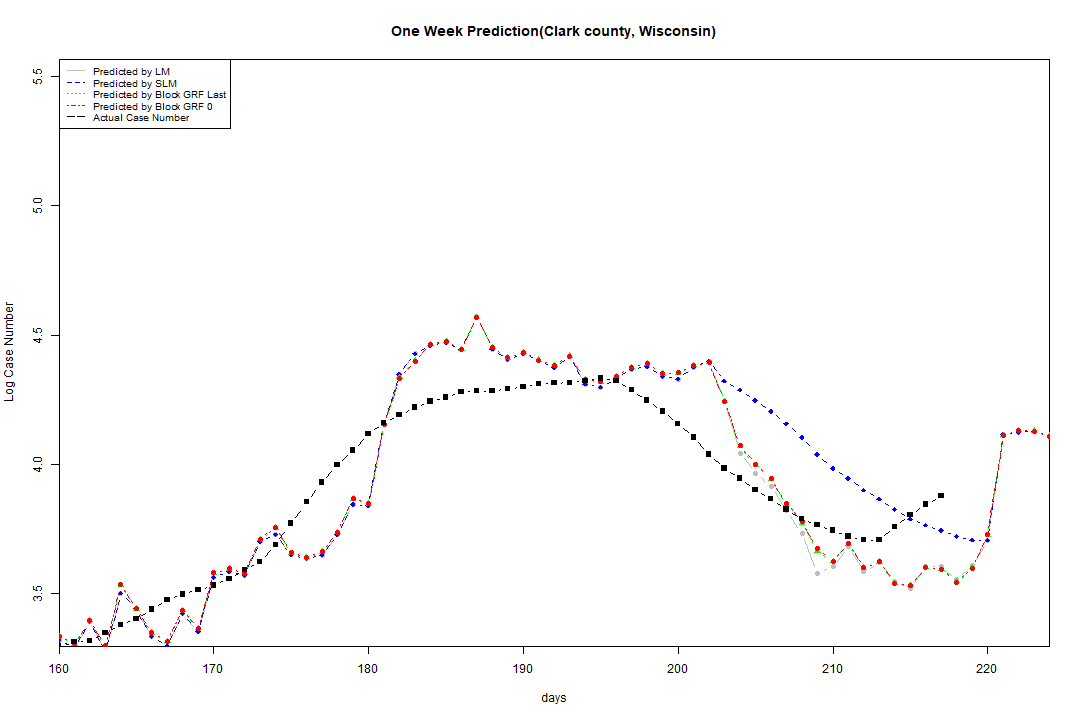 One Week Prediction(Clark county, Wisconsin)
Predicted by LM
Predicted by SLM
Predicted by Block GRF Last
Predicted by Block GRF 0
Actual Case Number
5.5
5.0
4.5
4.0
3.5
Log Case Number
160 170 180 190 200 210 220
days